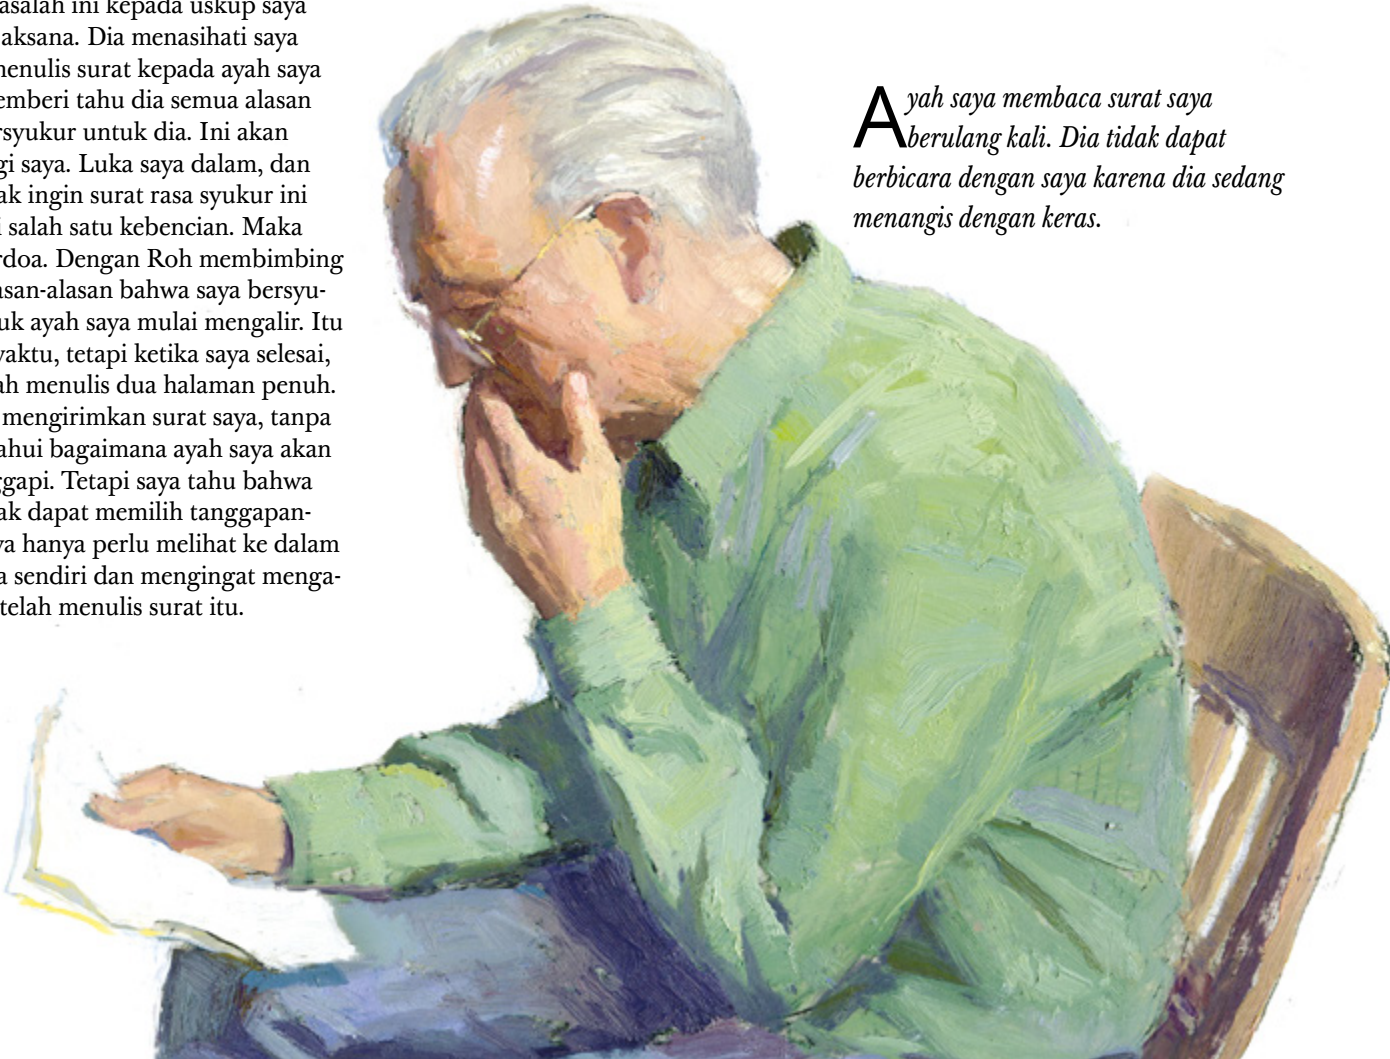 asalah ini kepada uskup saya
aksana. Dia menasihati saya
nenulis surat kepada ayah saya
emberi tahu dia semua alasan
rsyukur untuk dia. Ini akan
gi saya. Luka saya dalam, dan
ak ingin surat rasa syukur ini
i salah satu kebencian. Maka
rdoa. Dengan Roh membimbing
asan-alasan bahwa saya bersyu-
uk ayah saya mulai mengalir. Itu
vaktu, tetapi ketika saya selesai,
ah menulis dua halaman penuh.
mengirimkan surat saya, tanpa
ahui bagaimana ayah saya akan
ggapi. Tetapi saya tahu bahwa
ak dapat memilih tanggapan-
ya hanya perlu melihat ke dalam
a sendiri dan mengingat menga-
telah menulis surat itu.
Ayah saya membaca surat saya
berulang kali. Dia tidak dapat
berbicara dengan saya karena dia sedang
menangis dengan keras.